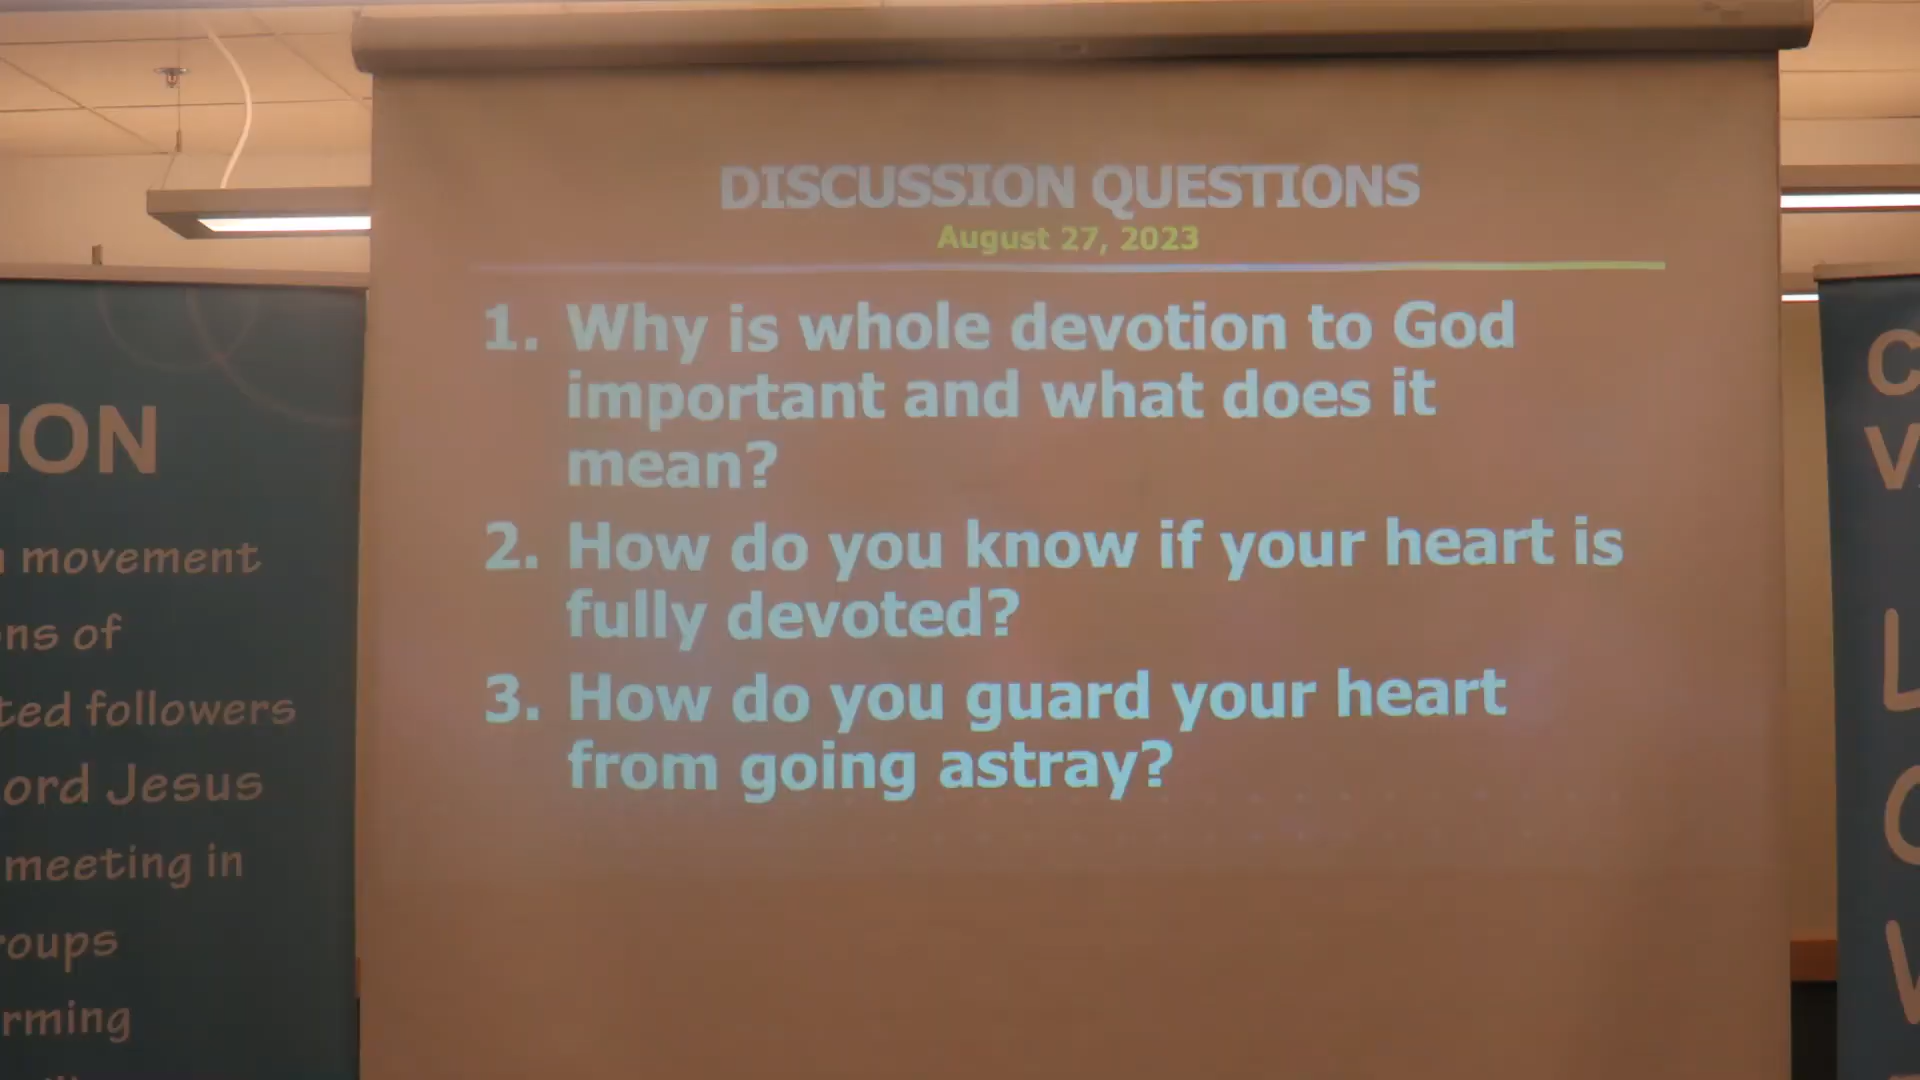 DISCUSSION QUESTIONS
August 27, 2023
1. Why is whole devotion to God
important and what does it
mean?
2. How do you know if your heart is
fully devoted?
3. How do you guard your heart
from going astray?
ION
movement
ns of
ted followers
ord Jesus
meeting in
roups
rming
C
V
L
O
V